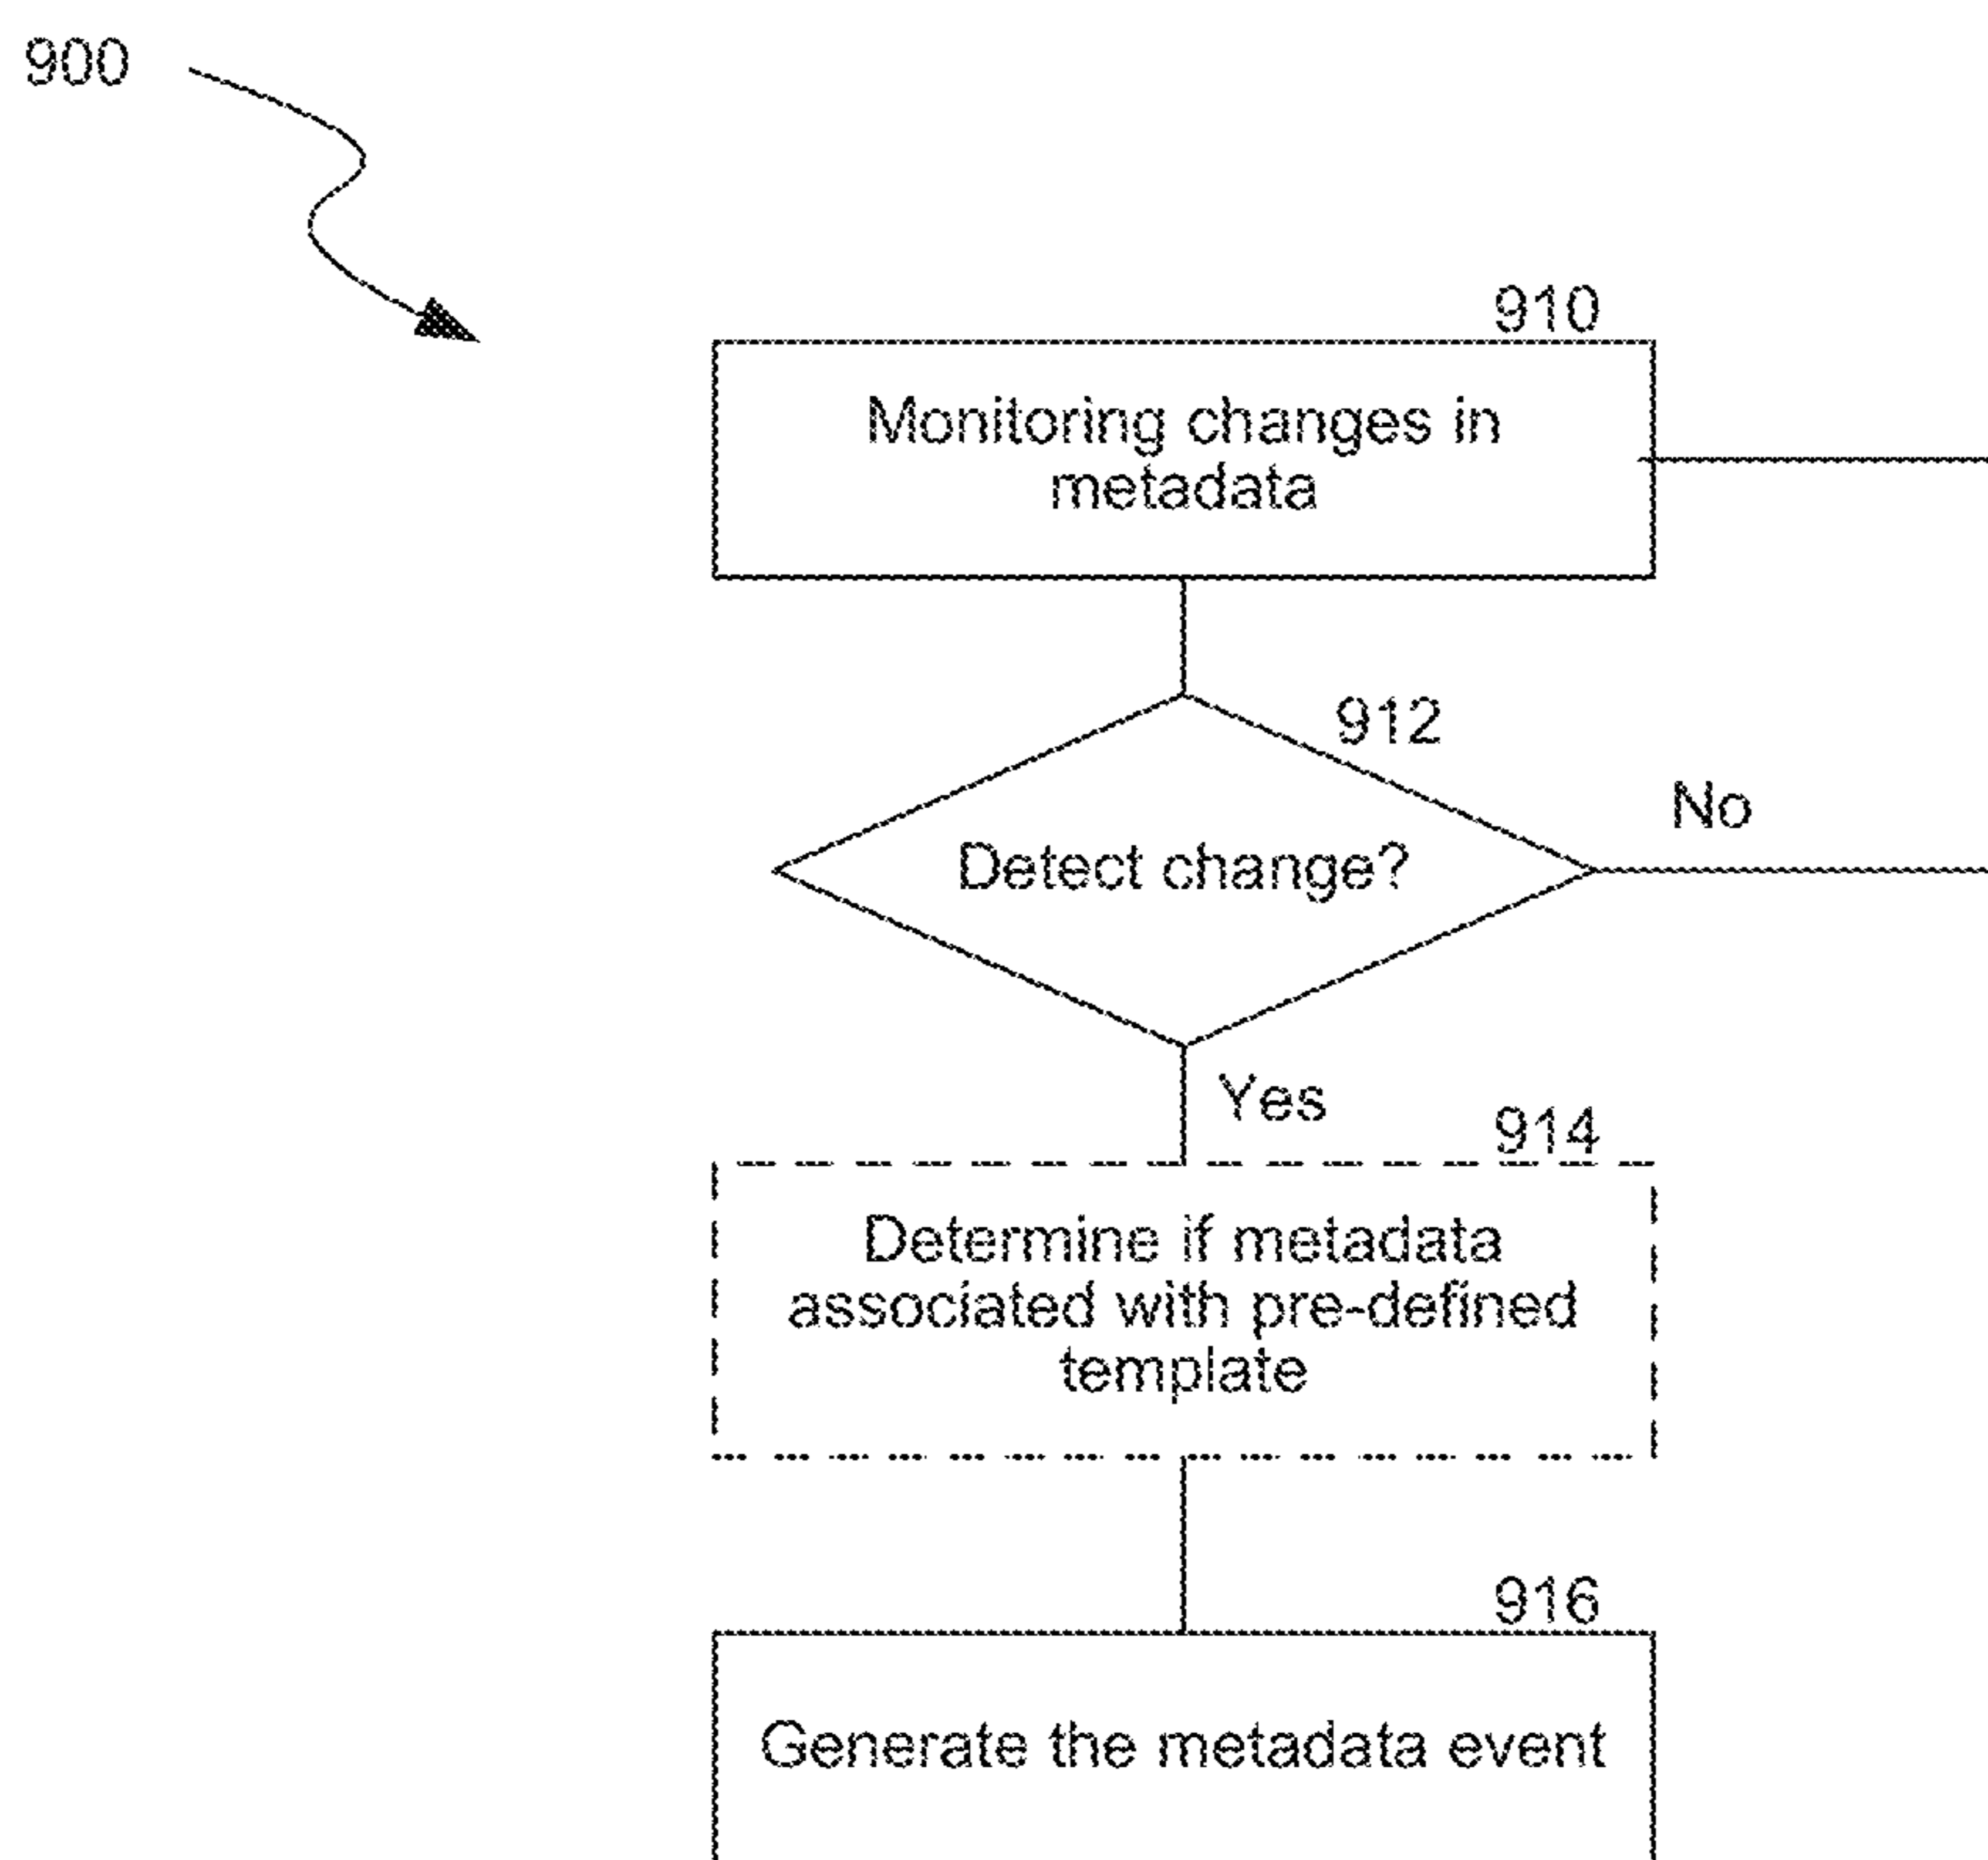 900
910
Monitoring changes in
metadata
912
No
Detect change?
Yes
914
Determine if metadata
associated with pre-defined
template
916
Generate the metadata event